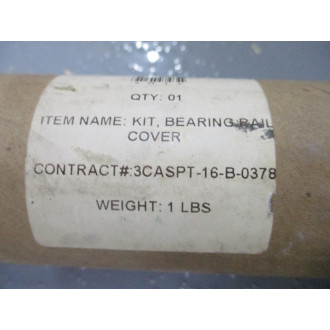 QTY: 01
ITEM NAME: KIT, BEARING RAIL
COVER
CONTRACT#:3CASPT-16-B-0378
WEIGHT: 1 LBS